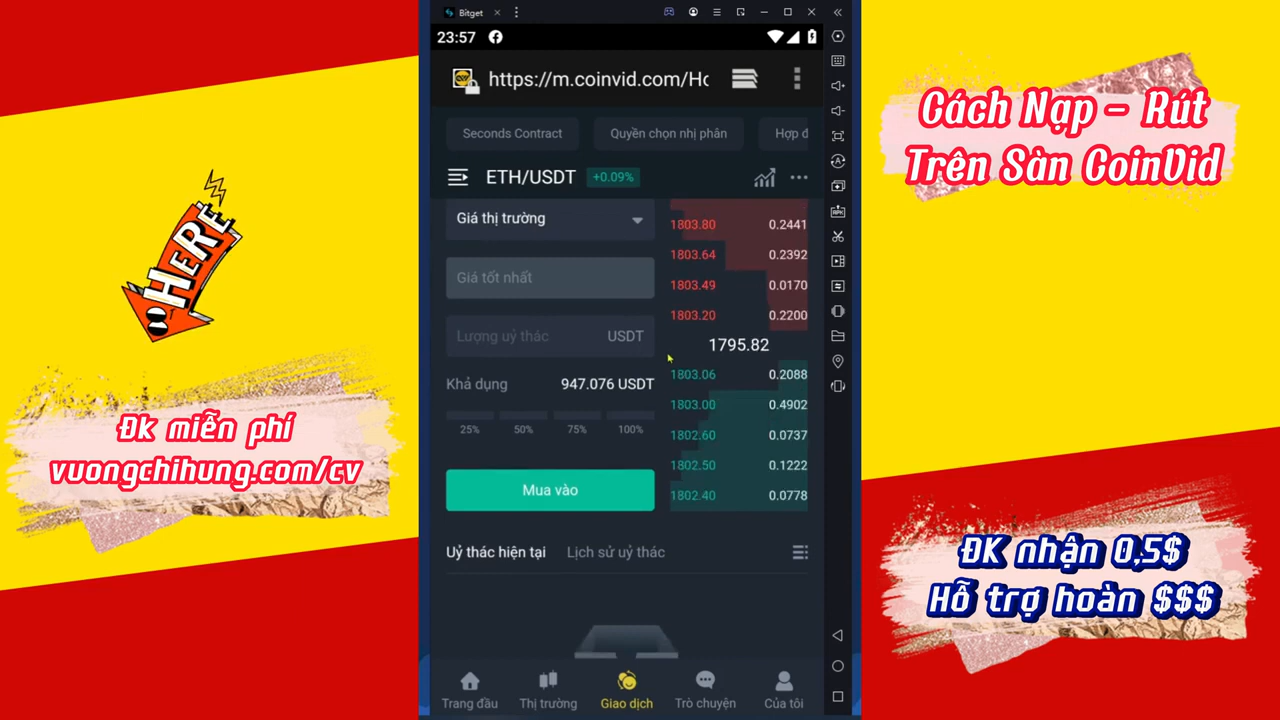 HERE
Đk miễn phí
vuongchihung.com/cv
Bitget
23:57
https://m.coinvid.com/Ho
Seconds Contract
Quyền chọn nhị phân
Hợp đ
ETH/USDT +0.09%
Giá thị trường
Giá tốt nhất
Lượng uỷ thác USDT
Khả dụng 947.076 USDT
25% 50% 75% 100%
Mua vào
1803.80 0.2441
1803.64 0.2392
1803.49 0.0170
1803.20 0.2200
1795.82
1803.06 0.2088
1803.00 0.4902
1802.60 0.0737
1802.50 0.1222
1802.40 0.0778
Uỷ thác hiện tại Lịch sử uỷ thác
Trang đầu Thị trường Giao dịch Trò chuyện Của tôi
Cách Nạp - Rút
Trên Sàn CoinVid
ĐK nhận 0,5$
Hỗ trợ hoàn $$$